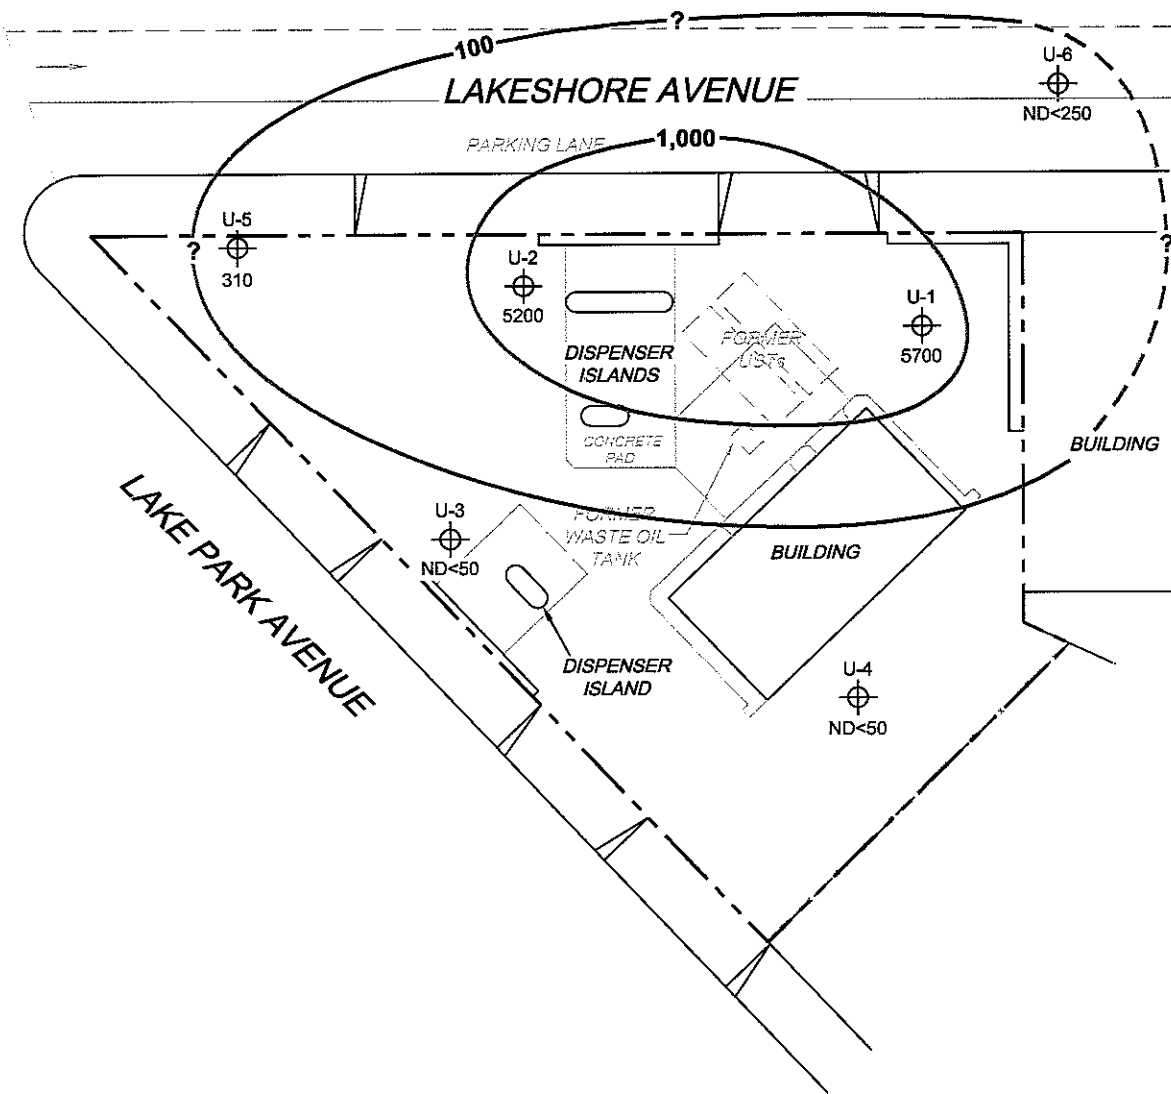 ?
100
U-6
LAKESHORE AVENUE
ND<250
1,000
PARKING LANE
U-5
?
310
?
U-2
5200
U-1
5700
FORMER
USTs
DISPENSER
ISLANDS
CONCRETE
PAD
BUILDING
LAKE PARK AVENUE
U-3
ND<50
FORMER
WASTE OIL
TANK
BUILDING
DISPENSER
ISLAND
U-4
ND<50